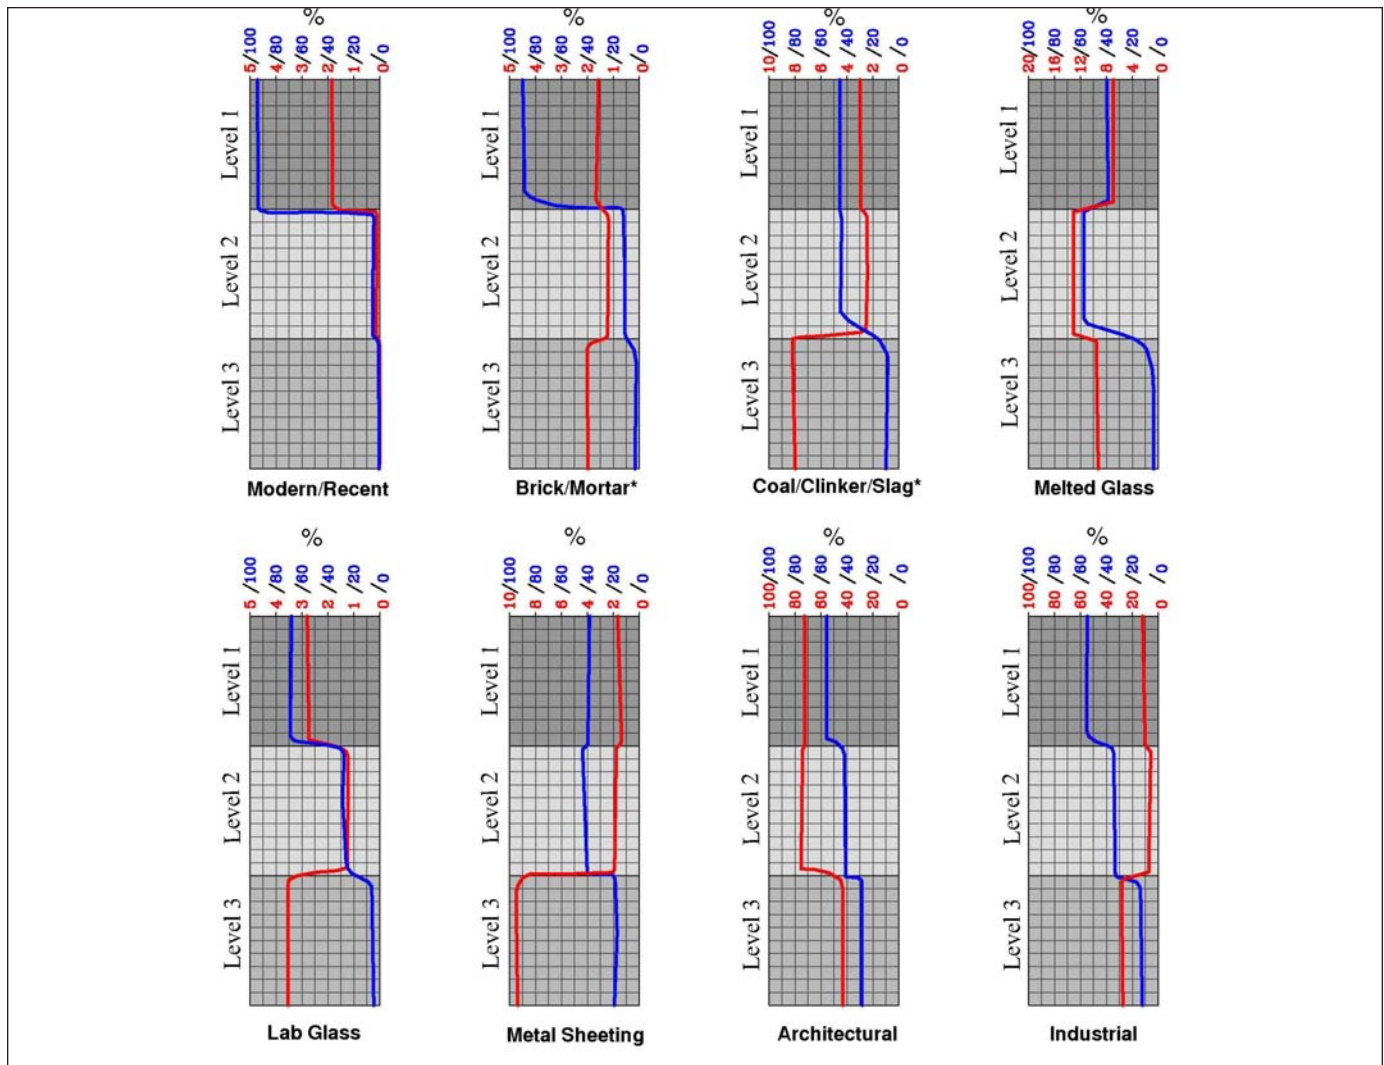 % % % %
5/100 4/80 3/60 2/40 1/20 0/0 5/100 4/80 3/60 2/40 1/20 0/0 10/100 8/80 6/60 4/40 2/20 0/0 20/100 16/80 12/60 8/40 4/20 0/0
Level 1 Level 1 Level 1 Level 1
Level 2 Level 2 Level 2 Level 2
Level 3 Level 3 Level 3 Level 3
Modern/Recent Brick/Mortar* Coal/Clinker/Slag* Melted Glass
% % % %
5/100 4/80 3/60 2/40 1/20 0/0 10/100 8/80 6/60 4/40 2/20 0/0 100/100 80/80 60/60 40/40 20/20 0/0 100/100 80/80 60/60 40/40 20/20 0/0
Level 1 Level 1 Level 1 Level 1
Level 2 Level 2 Level 2 Level 2
Level 3 Level 3 Level 3 Level 3
Lab Glass Metal Sheeting Architectural Industrial